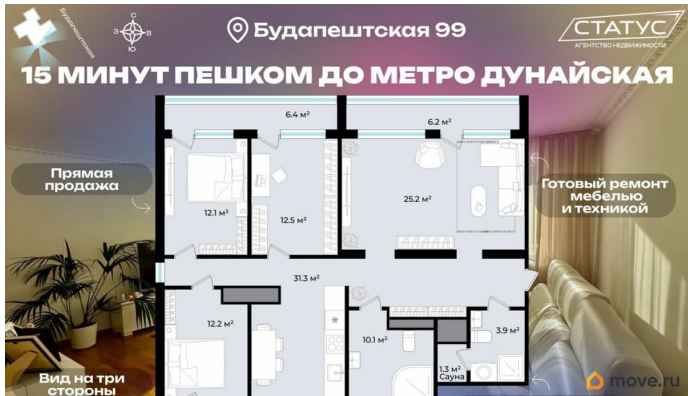 Будапештская
С
З В
Ю
Будапештская 99
СТАТУС
АГЕНТСТВО НЕДВИЖИМОСТИ
15 МИНУТ ПЕШКОМ ДО МЕТРО ДУНАЙСКАЯ
6.4 м²
6.2 м²
Прямая
продажа
12.1 м²
12.5 м²
25.2 м²
Готовый ремонт
мебелью
и техникой
31.3 м²
12.2 м²
10.1 м²
3.9 м²
1.3 м²
Сауна
Вид на три
стороны
move.ru